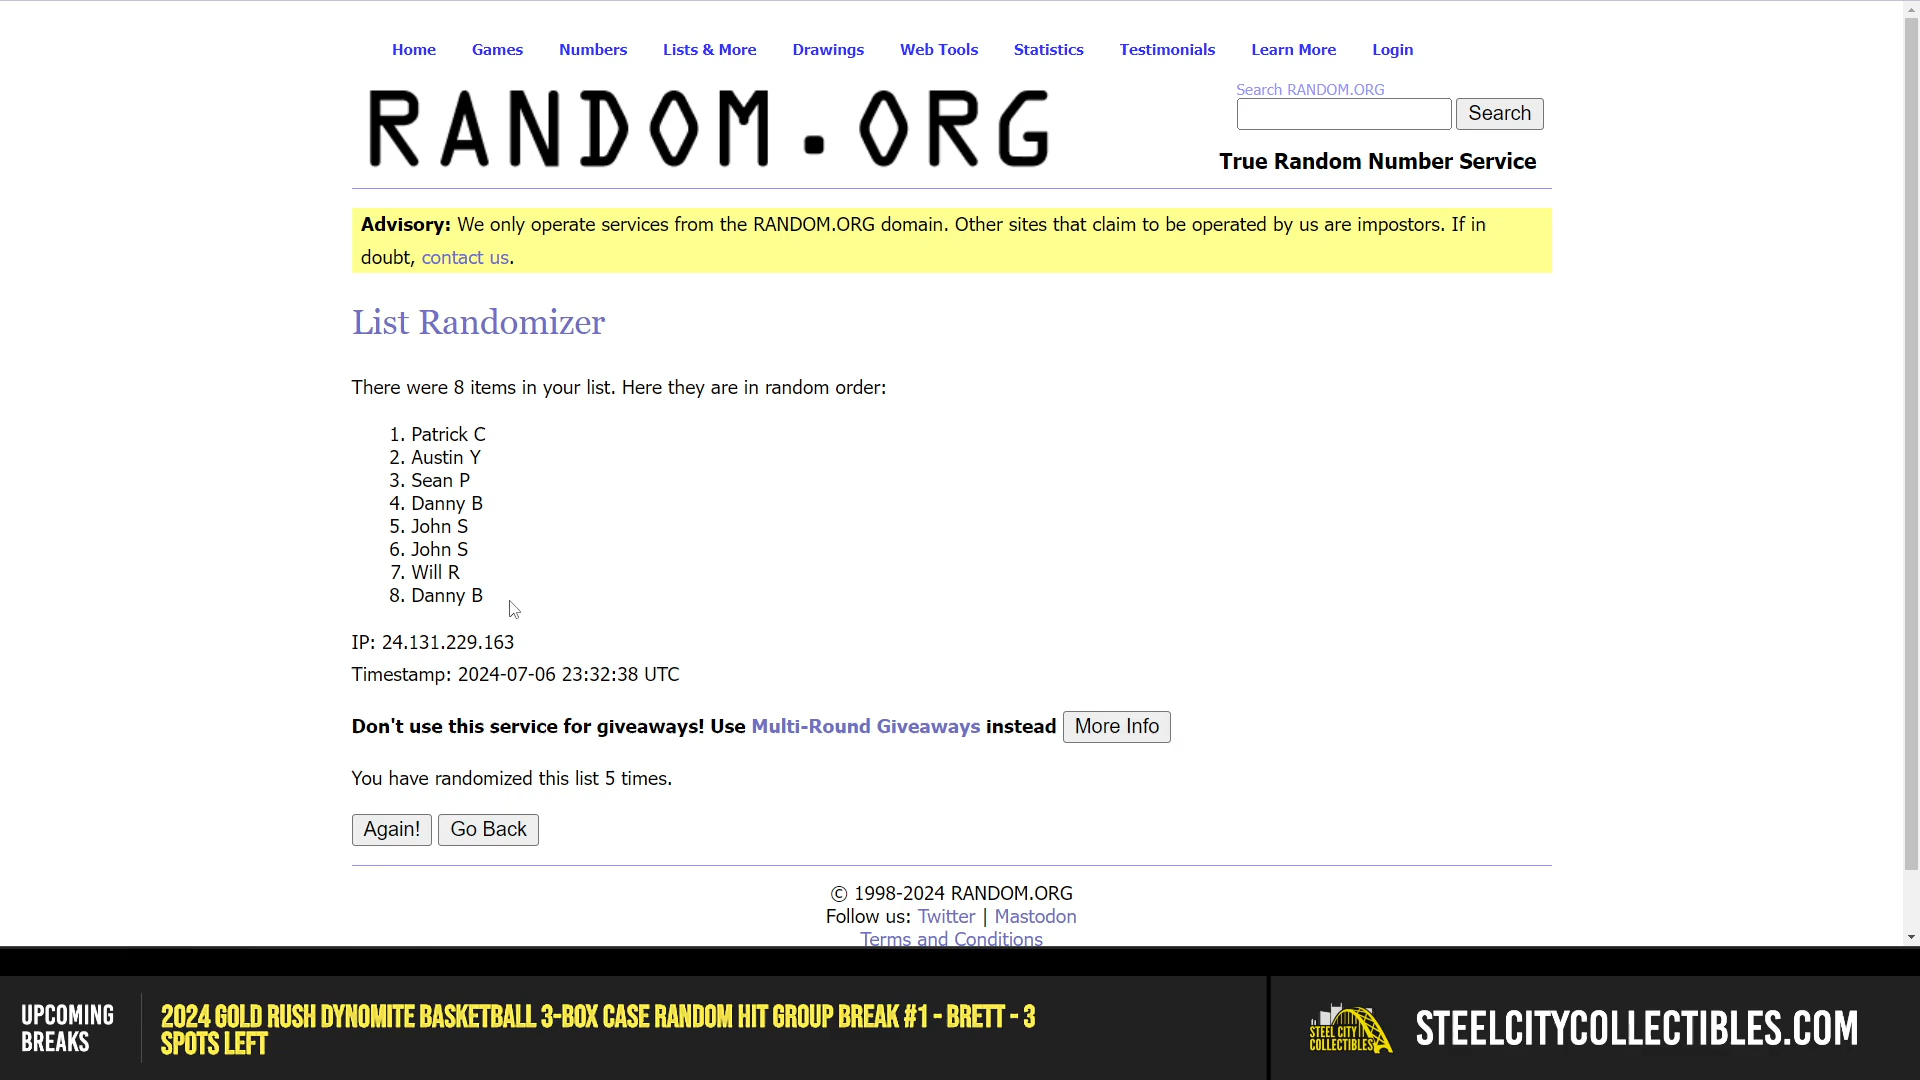 Home Games Numbers Lists & More Drawings Web Tools Statistics Testimonials Learn More Login
RANDOM.ORG
Search RANDOM.ORG
Search
True Random Number Service
Advisory: We only operate services from the RANDOM.ORG domain. Other sites that claim to be operated by us are impostors. If in
doubt, contact us.
List Randomizer
There were 8 items in your list. Here they are in random order:
1. Patrick C
2. Austin Y
3. Sean P
4. Danny B
5. John S
6. John S
7. Will R
8. Danny B
IP: 24.131.229.163
Timestamp: 2024-07-06 23:32:38 UTC
Don't use this service for giveaways! Use Multi-Round Giveaways instead More Info
You have randomized this list 5 times.
Again! Go Back
© 1998-2024 RANDOM.ORG
Follow us: Twitter | Mastodon
Terms and Conditions
UPCOMING
BREAKS
2024 GOLD RUSH DYNOMITE BASKETBALL 3-BOX CASE RANDOM HIT GROUP BREAK #1 - BRETT - 3
SPOTS LEFT
STEEL CITY
COLLECTIBLES
STEELCITYCOLLECTIBLES.COM